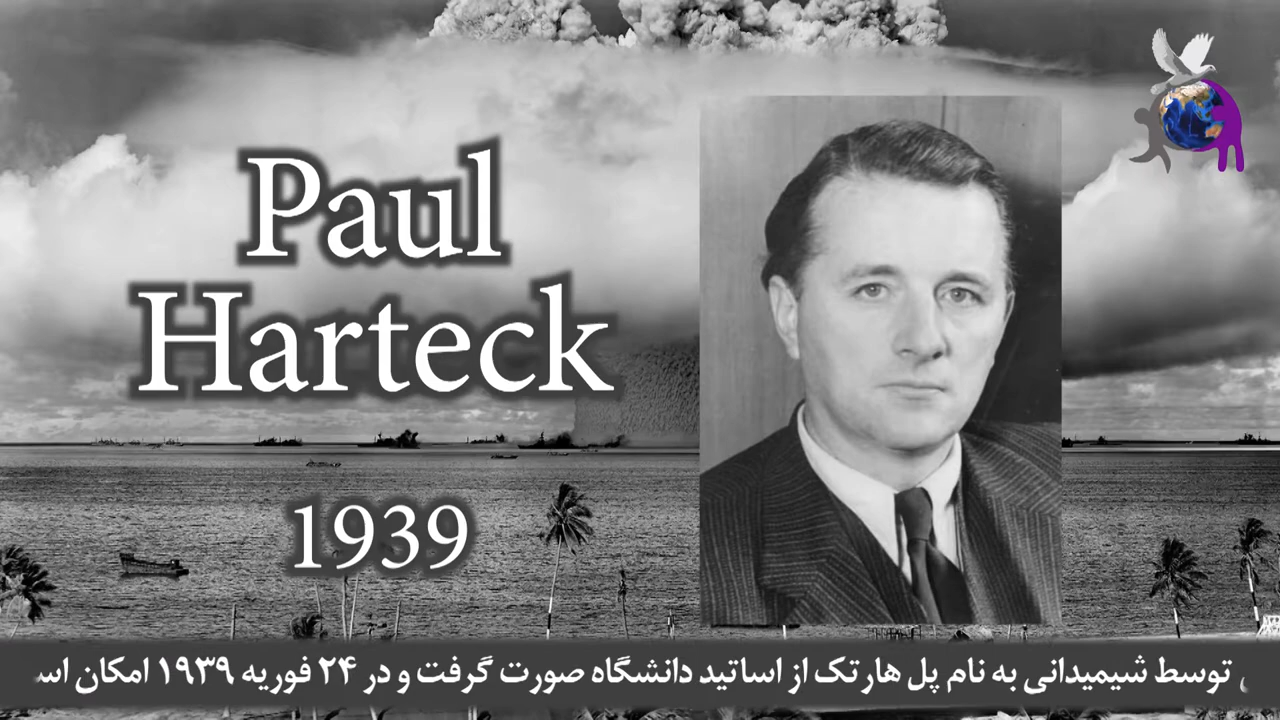 Paul
Harteck
1939
توسط شیمیدانی به نام پل هارتک از اساتید دانشگاه صورت گرفت و در ۲۴ فوریه ۱۹۳۹ امکان